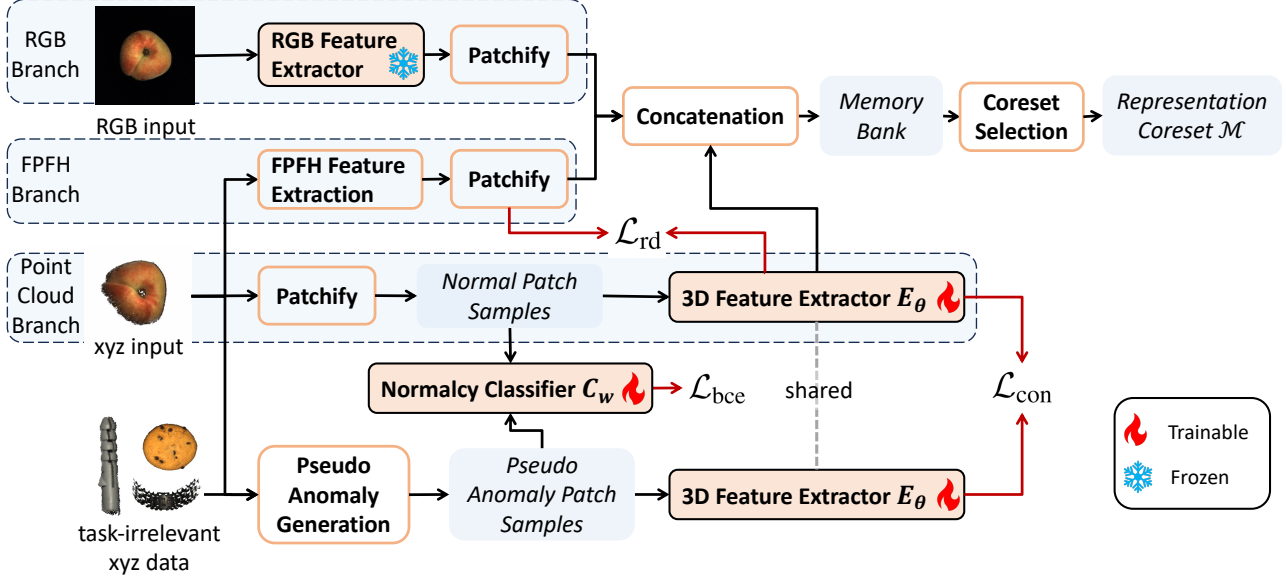 RGB
Branch
RGB input
RGB Feature
Extractor
Patchify
Concatenation
Memory
Bank
Coreset
Selection
Representation
Coreset ℳ
FPFH
Branch
FPFH Feature
Extraction
Patchify
ℒrd
Point
Cloud
Branch
xyz input
Patchify
Normal Patch
Samples
3D Feature Extractor Eθ
Normalcy Classifier Cw
ℒbce
shared
ℒcon
task-irrelevant
xyz data
Pseudo
Anomaly
Generation
Pseudo
Anomaly Patch
Samples
3D Feature Extractor Eθ
Trainable
Frozen